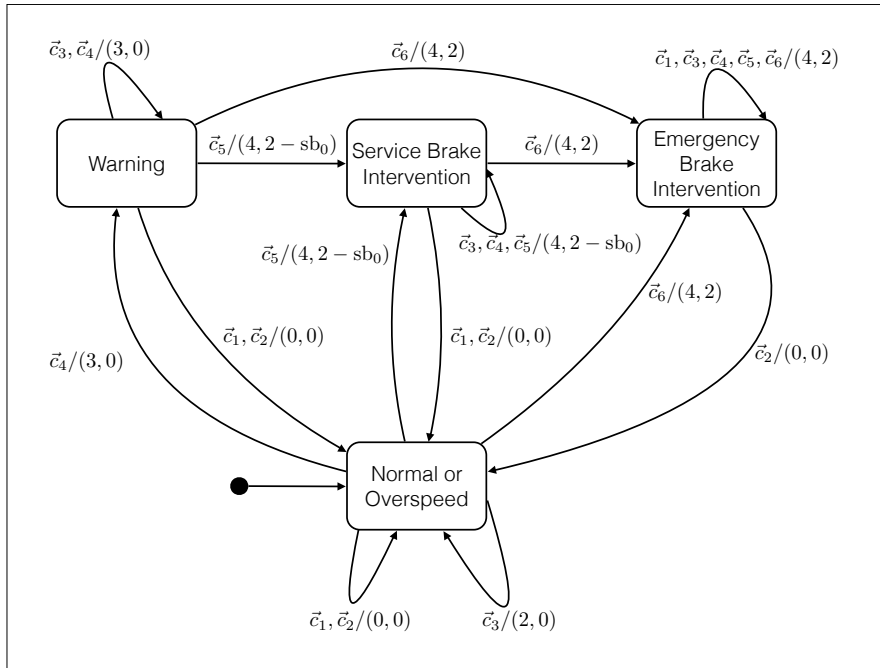 c⃗₃, c⃗₄/(3, 0)
c⃗₆/(4, 2)
c⃗₁, c⃗₃, c⃗₄, c⃗₅, c⃗₆/(4, 2)
Warning
c⃗₅/(4, 2 − sb₀)
Service Brake
Intervention
c⃗₆/(4, 2)
Emergency
Brake
Intervention
c⃗₅/(4, 2 − sb₀)
c⃗₃, c⃗₄, c⃗₅/(4, 2 − sb₀)
c⃗₆/(4, 2)
c⃗₄/(3, 0)
c⃗₁, c⃗₂/(0, 0)
c⃗₁, c⃗₂/(0, 0)
c⃗₂/(0, 0)
Normal or
Overspeed
c⃗₁, c⃗₂/(0, 0)
c⃗₃/(2, 0)